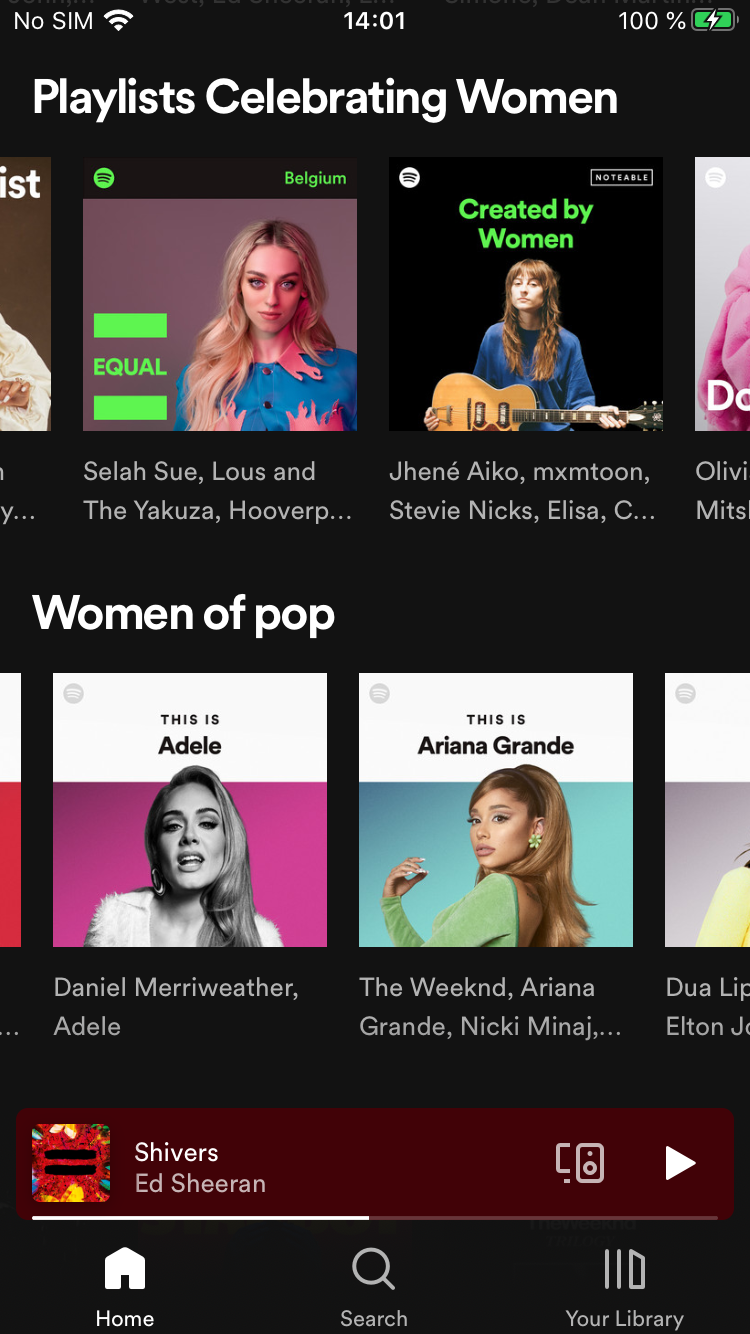 No SIM 14:01 100 %
Playlists Celebrating Women
ist
Belgium
EQUAL
NOTEABLE
Created by
Women
Do
Selah Sue, Lous and
The Yakuza, Hooverp...
Jhené Aiko, mxmtoon,
Stevie Nicks, Elisa, C...
Olivi
Mits
Women of pop
THIS IS
Adele
THIS IS
Ariana Grande
Daniel Merriweather,
Adele
The Weeknd, Ariana
Grande, Nicki Minaj,...
Dua Lip
Elton Jo
Shivers
Ed Sheeran
Home
Search
Your Library